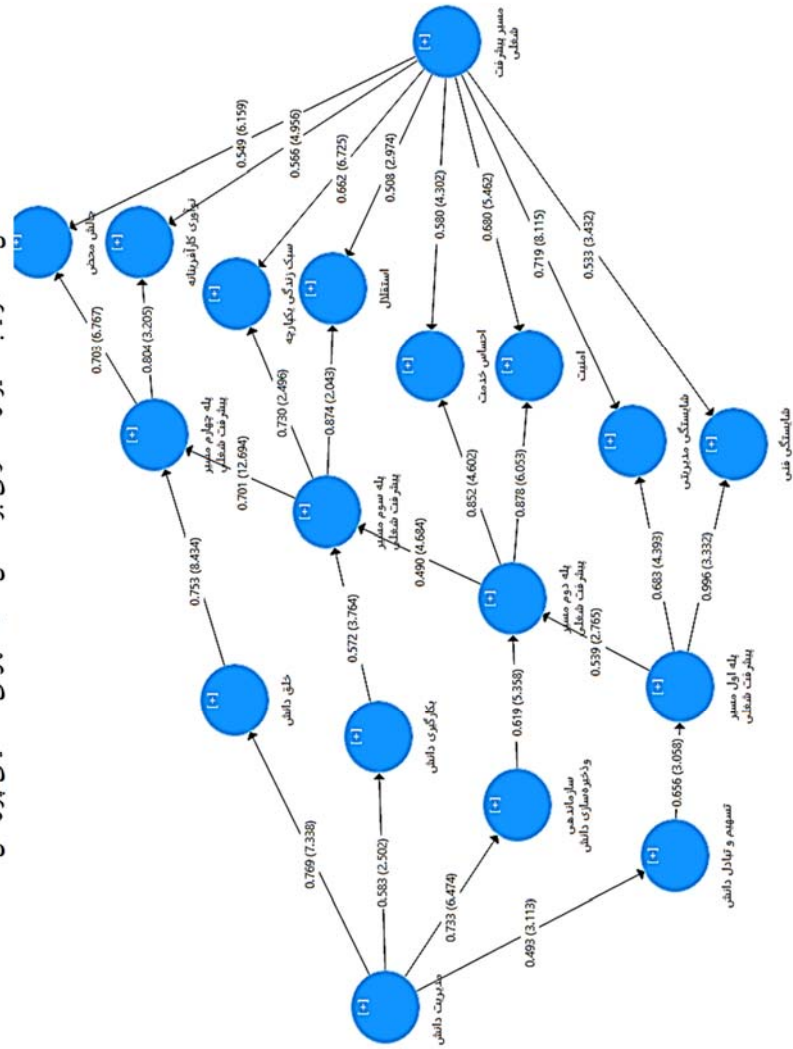 مسیر پیشرفت
شغلی
[+]
0.549 (6.159)
0.566 (4.956)
0.662 (6.725)
0.508 (2.974)
0.580 (4.302)
0.680 (5.462)
0.719 (8.115)
0.533 (3.432)
چالش محض
[+]
نوآوری کارآفرینانه
[+]
سبک زندگی یکپارچه
[+]
استقلال
[+]
احساس خدمت
[+]
امنیت
[+]
شایستگی مدیریتی
[+]
شایستگی فنی
[+]
0.703 (6.767)
0.804 (3.205)
0.730 (2.496)
0.874 (2.043)
0.852 (4.602)
0.878 (6.053)
0.683 (4.393)
0.996 (3.332)
پله چهارم مسیر
پیشرفت شغلی
[+]
0.701 (12.694)
پله سوم مسیر
پیشرفت شغلی
[+]
0.490 (4.684)
پله دوم مسیر
پیشرفت شغلی
[+]
0.539 (2.765)
پله اول مسیر
پیشرفت شغلی
[+]
0.753 (8.434)
0.572 (3.764)
0.619 (5.358)
0.656 (3.058)
خلق دانش
[+]
بکارگیری دانش
[+]
سازماندهی
وذخیره‌سازی دانش
[+]
تسهیم و تبادل دانش
[+]
0.769 (7.338)
0.583 (2.502)
0.733 (6.474)
0.493 (3.113)
مدیریت دانش
[+]